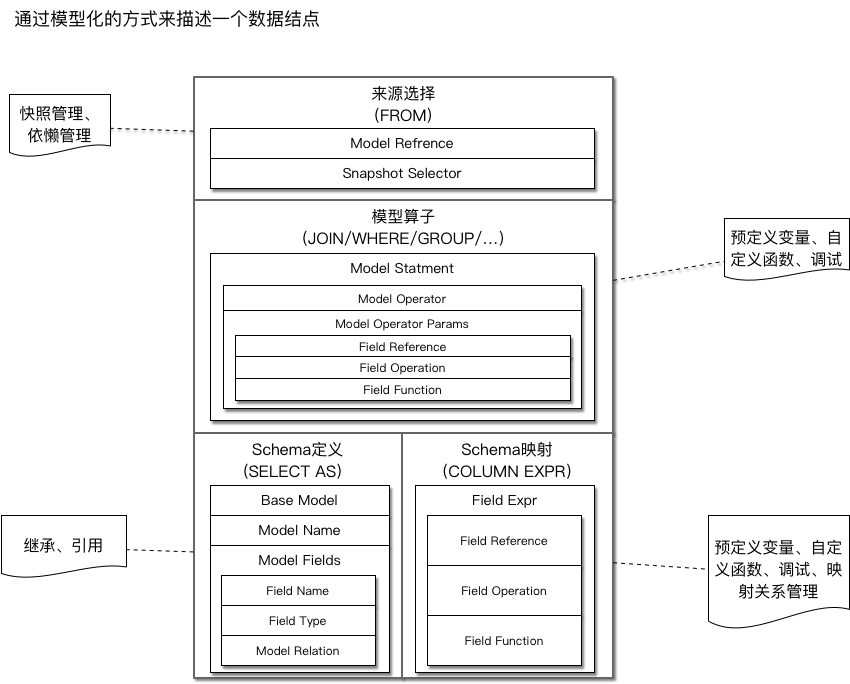 通过模型化的方式来描述一个数据结点
来源选择
(FROM)
快照管理、
依懒管理
Model Refrence
Snapshot Selector
模型算子
(JOIN/WHERE/GROUP/...)
预定义变量、自
定义函数、调试
Model Statment
Model Operator
Model Operator Params
Field Reference
Field Operation
Field Function
Schema定义
(SELECT AS)
Base Model
Model Name
Model Fields
Field Name
Field Type
Model Relation
Schema映射
(COLUMN EXPR)
Field Expr
Field Reference
Field Operation
Field Function
继承、引用
预定义变量、自定
义函数、调试、映
射关系管理